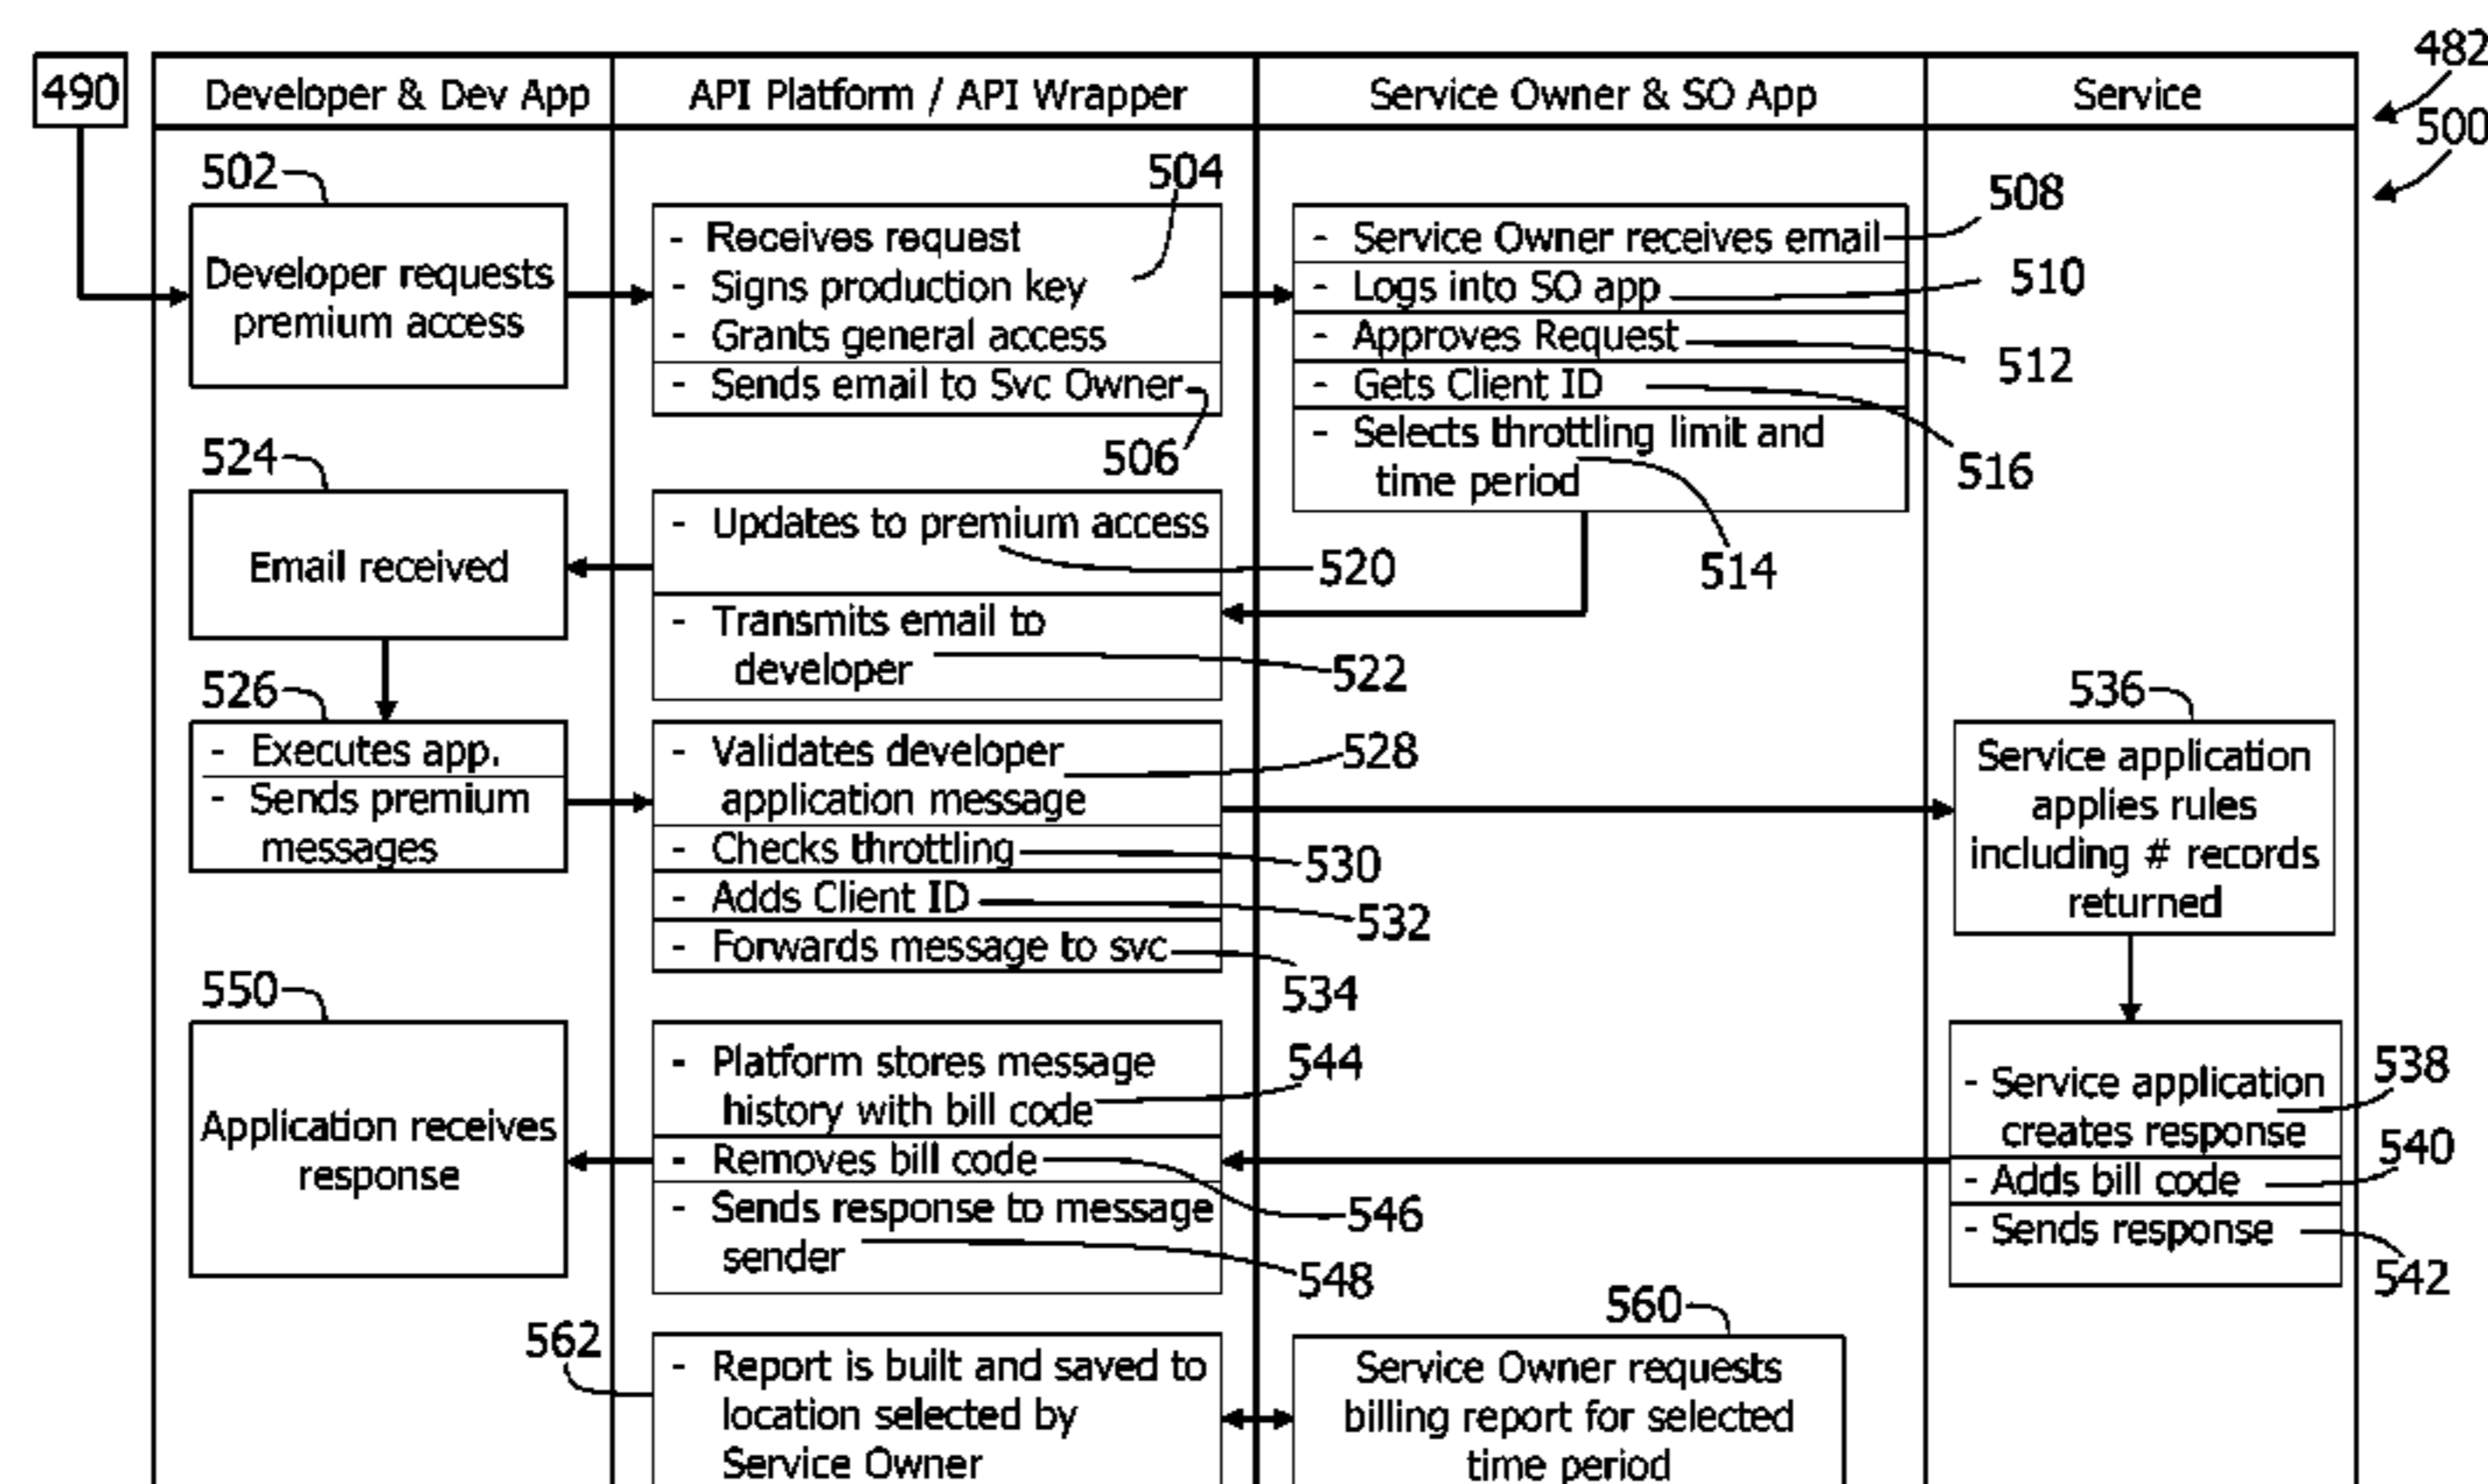 482
490
Developer & Dev App
API Platform / API Wrapper
Service Owner & SO App
Service
500
502
504
508
Developer requests
premium access
- Receives request
- Signs production key
- Grants general access
- Sends email to Svc Owner
506
- Service Owner receives email
- Logs into SO app
510
- Approves Request
512
- Gets Client ID
516
- Selects throttling limit and
time period
514
524
Email received
- Updates to premium access
520
- Transmits email to
developer
522
526
- Executes app.
- Sends premium
messages
- Validates developer
application message
528
- Checks throttling
530
- Adds Client ID
532
- Forwards message to svc
534
536
Service application
applies rules
including # records
returned
550
Application receives
response
- Platform stores message
history with bill code
544
- Removes bill code
546
- Sends response to message
sender
548
- Service application
creates response
538
- Adds bill code
540
- Sends response
542
562
- Report is built and saved to
location selected by
Service Owner
560
Service Owner requests
billing report for selected
time period